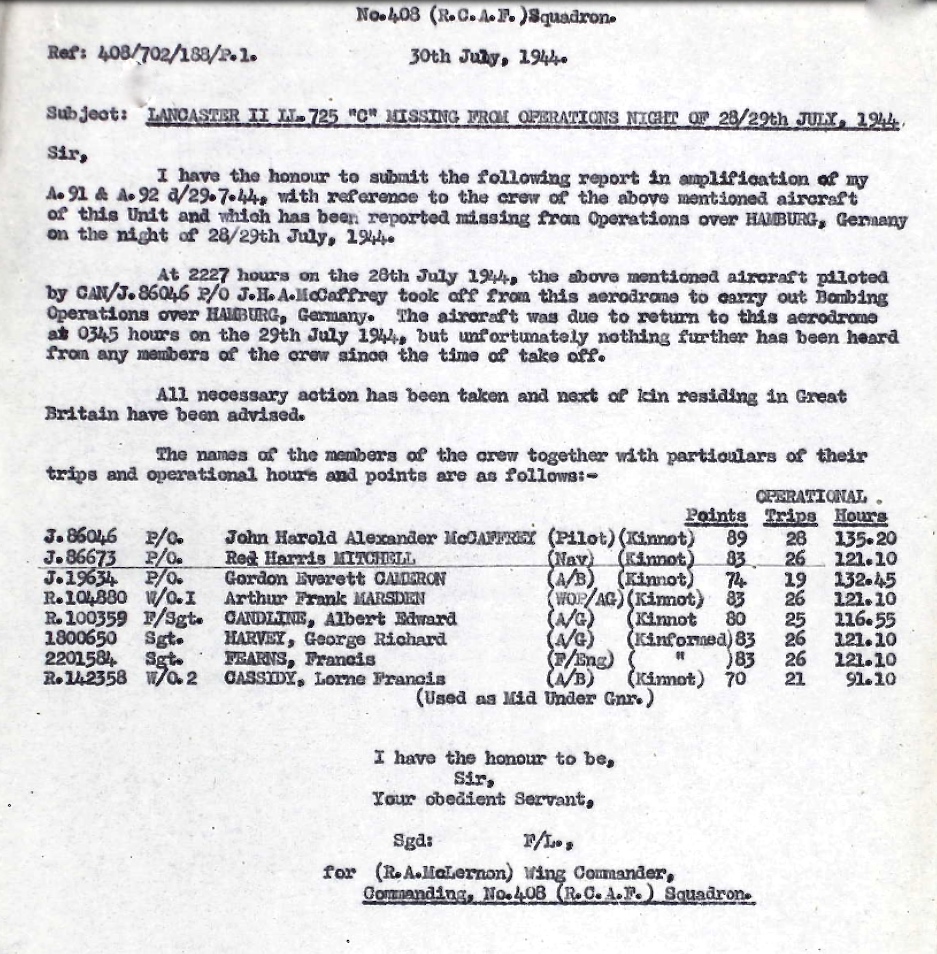 No.408 (R.C.A.F.)Squadron.
Ref: 408/702/188/P.1. 30th July, 1944.
Subject: LANCASTER II LL.725 "C" MISSING FROM OPERATIONS NIGHT OF 28/29th JULY, 1944.
Sir,
I have the honour to submit the following report in amplification of my
A.91 & A.92 d/29.7.44, with reference to the crew of the above mentioned aircraft
of this Unit and which has been reported missing from Operations over HAMBURG, Germany
on the night of 28/29th July, 1944.
At 2227 hours on the 28th July 1944, the above mentioned aircraft piloted
by CAN/J.86046 P/O J.H.A.McCaffrey took off from this aerodrome to carry out Bombing
Operations over HAMBURG, Germany. The aircraft was due to return to this aerodrome
at 0345 hours on the 29th July 1944, but unfortunately nothing further has been heard
from any members of the crew since the time of take off.
All necessary action has been taken and next of kin residing in Great
Britain have been advised.
The names of the members of the crew together with particulars of their
trips and operational hours and points are as follows:-
OPERATIONAL .
Points Trips Hours
J.86046 P/O. John Harold Alexander McCAFFREY (Pilot) (Kinnot) 89 28 135.20
J.86673 P/O. Red Harris MITCHELL (Nav) (Kinnot) 83 26 121.10
J.19634 P/O. Gordon Everett CAMERON (A/B) (Kinnot) 74 19 132.45
R.104880 W/O.I Arthur Frank MARSDEN (WOP/AG) (Kinnot) 83 26 121.10
R.100359 F/Sgt. CANDLINE, Albert Edward (A/G) (Kinnot 80 25 116.55
1800650 Sgt. HARVEY, George Richard (A/G) (Kinformed) 83 26 121.10
2201584 Sgt. FEARNS, Francis (F/Eng) ( " ) 83 26 121.10
R.142358 W/O.2 CASSIDY, Lorne Francis (A/B) (Kinnot) 70 21 91.10
(Used as Mid Under Gnr.)
I have the honour to be,
Sir,
Your obedient Servant,
Sgd: F/L.,
for (R.A.McLernon) Wing Commander,
Commanding, No.408 (R.C.A.F.) Squadron.